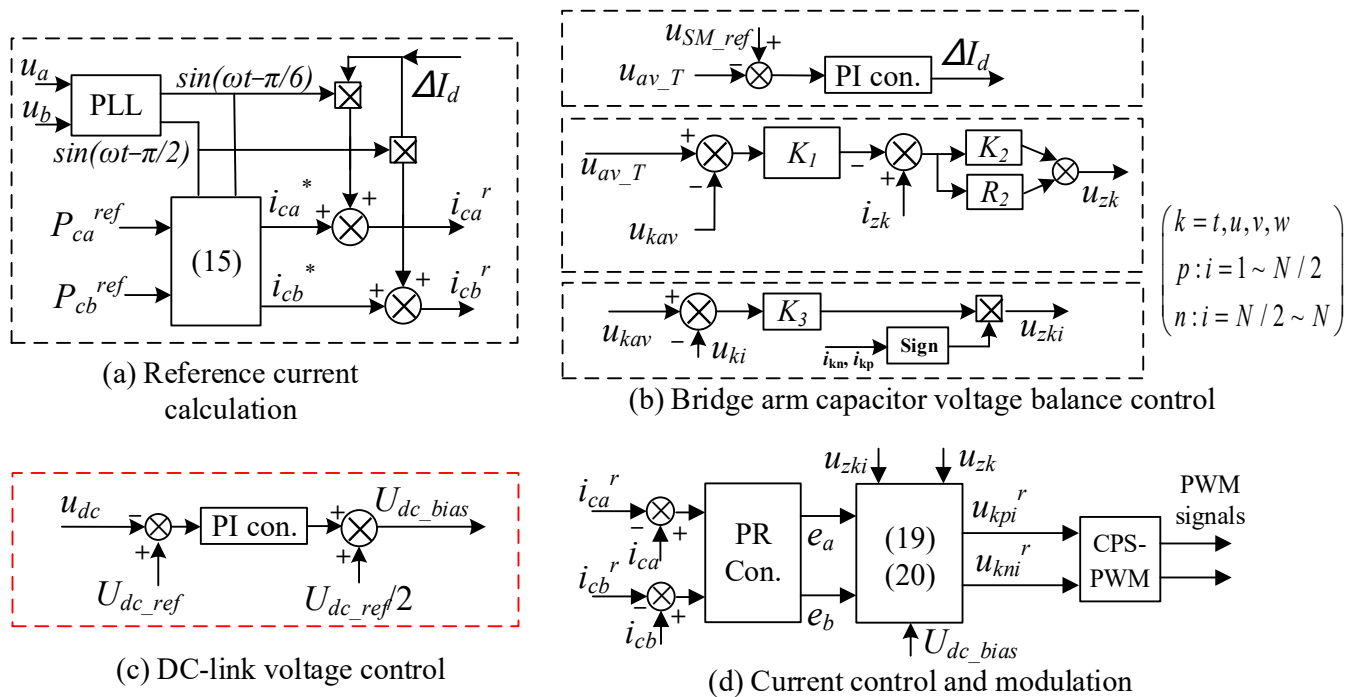 u_a
u_b
PLL
sin(ωt−π/6)
sin(ωt−π/2)
ΔI_d
P_ca^ref
P_cb^ref
(15)
i_ca^*
i_cb^*
+
+
+
+
i_ca^r
i_cb^r
(a) Reference current
calculation
u_SM_ref
+
u_av_T
−
PI con.
ΔI_d
u_av_T
+
−
u_kav
K_1
−
+
i_zk
K_2
R_2
u_zk
u_kav
+
−
u_ki
K_3
i_kn, i_kp
Sign
u_zki
k = t, u, v, w
p : i = 1 ~ N / 2
n : i = N / 2 ~ N
(b) Bridge arm capacitor voltage balance control
u_dc
−
+
U_dc_ref
PI con.
+
+
U_dc_ref/2
U_dc_bias
(c) DC-link voltage control
i_ca^r
−
+
i_ca
i_cb^r
−
+
i_cb
PR
Con.
e_a
e_b
u_zki
u_zk
(19)
(20)
U_dc_bias
u_kpi^r
u_kni^r
CPS-
PWM
PWM
signals
(d) Current control and modulation